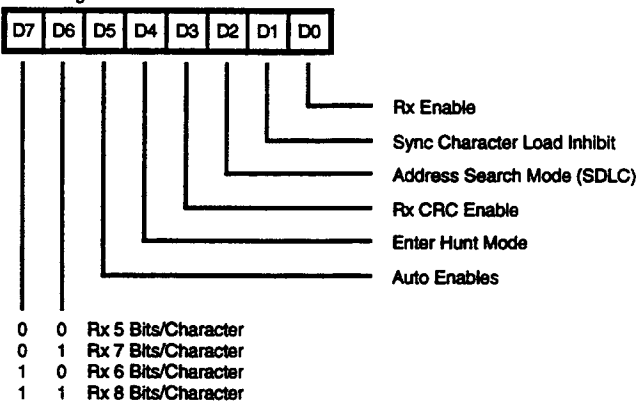 D7 D6 D5 D4 D3 D2 D1 D0
Rx Enable
Sync Character Load Inhibit
Address Search Mode (SDLC)
Rx CRC Enable
Enter Hunt Mode
Auto Enables
0 0 Rx 5 Bits/Character
0 1 Rx 7 Bits/Character
1 0 Rx 6 Bits/Character
1 1 Rx 8 Bits/Character